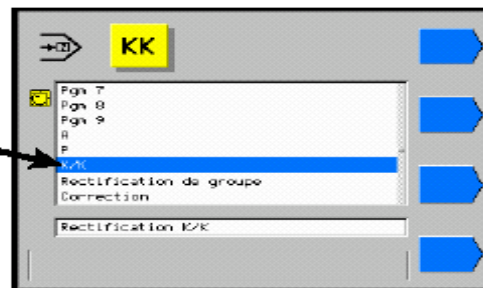 KK
Pgm 7
Pgm 8
Pgm 9
A
P
K/K
Rectification de groupe
Correction
Rectification K/K